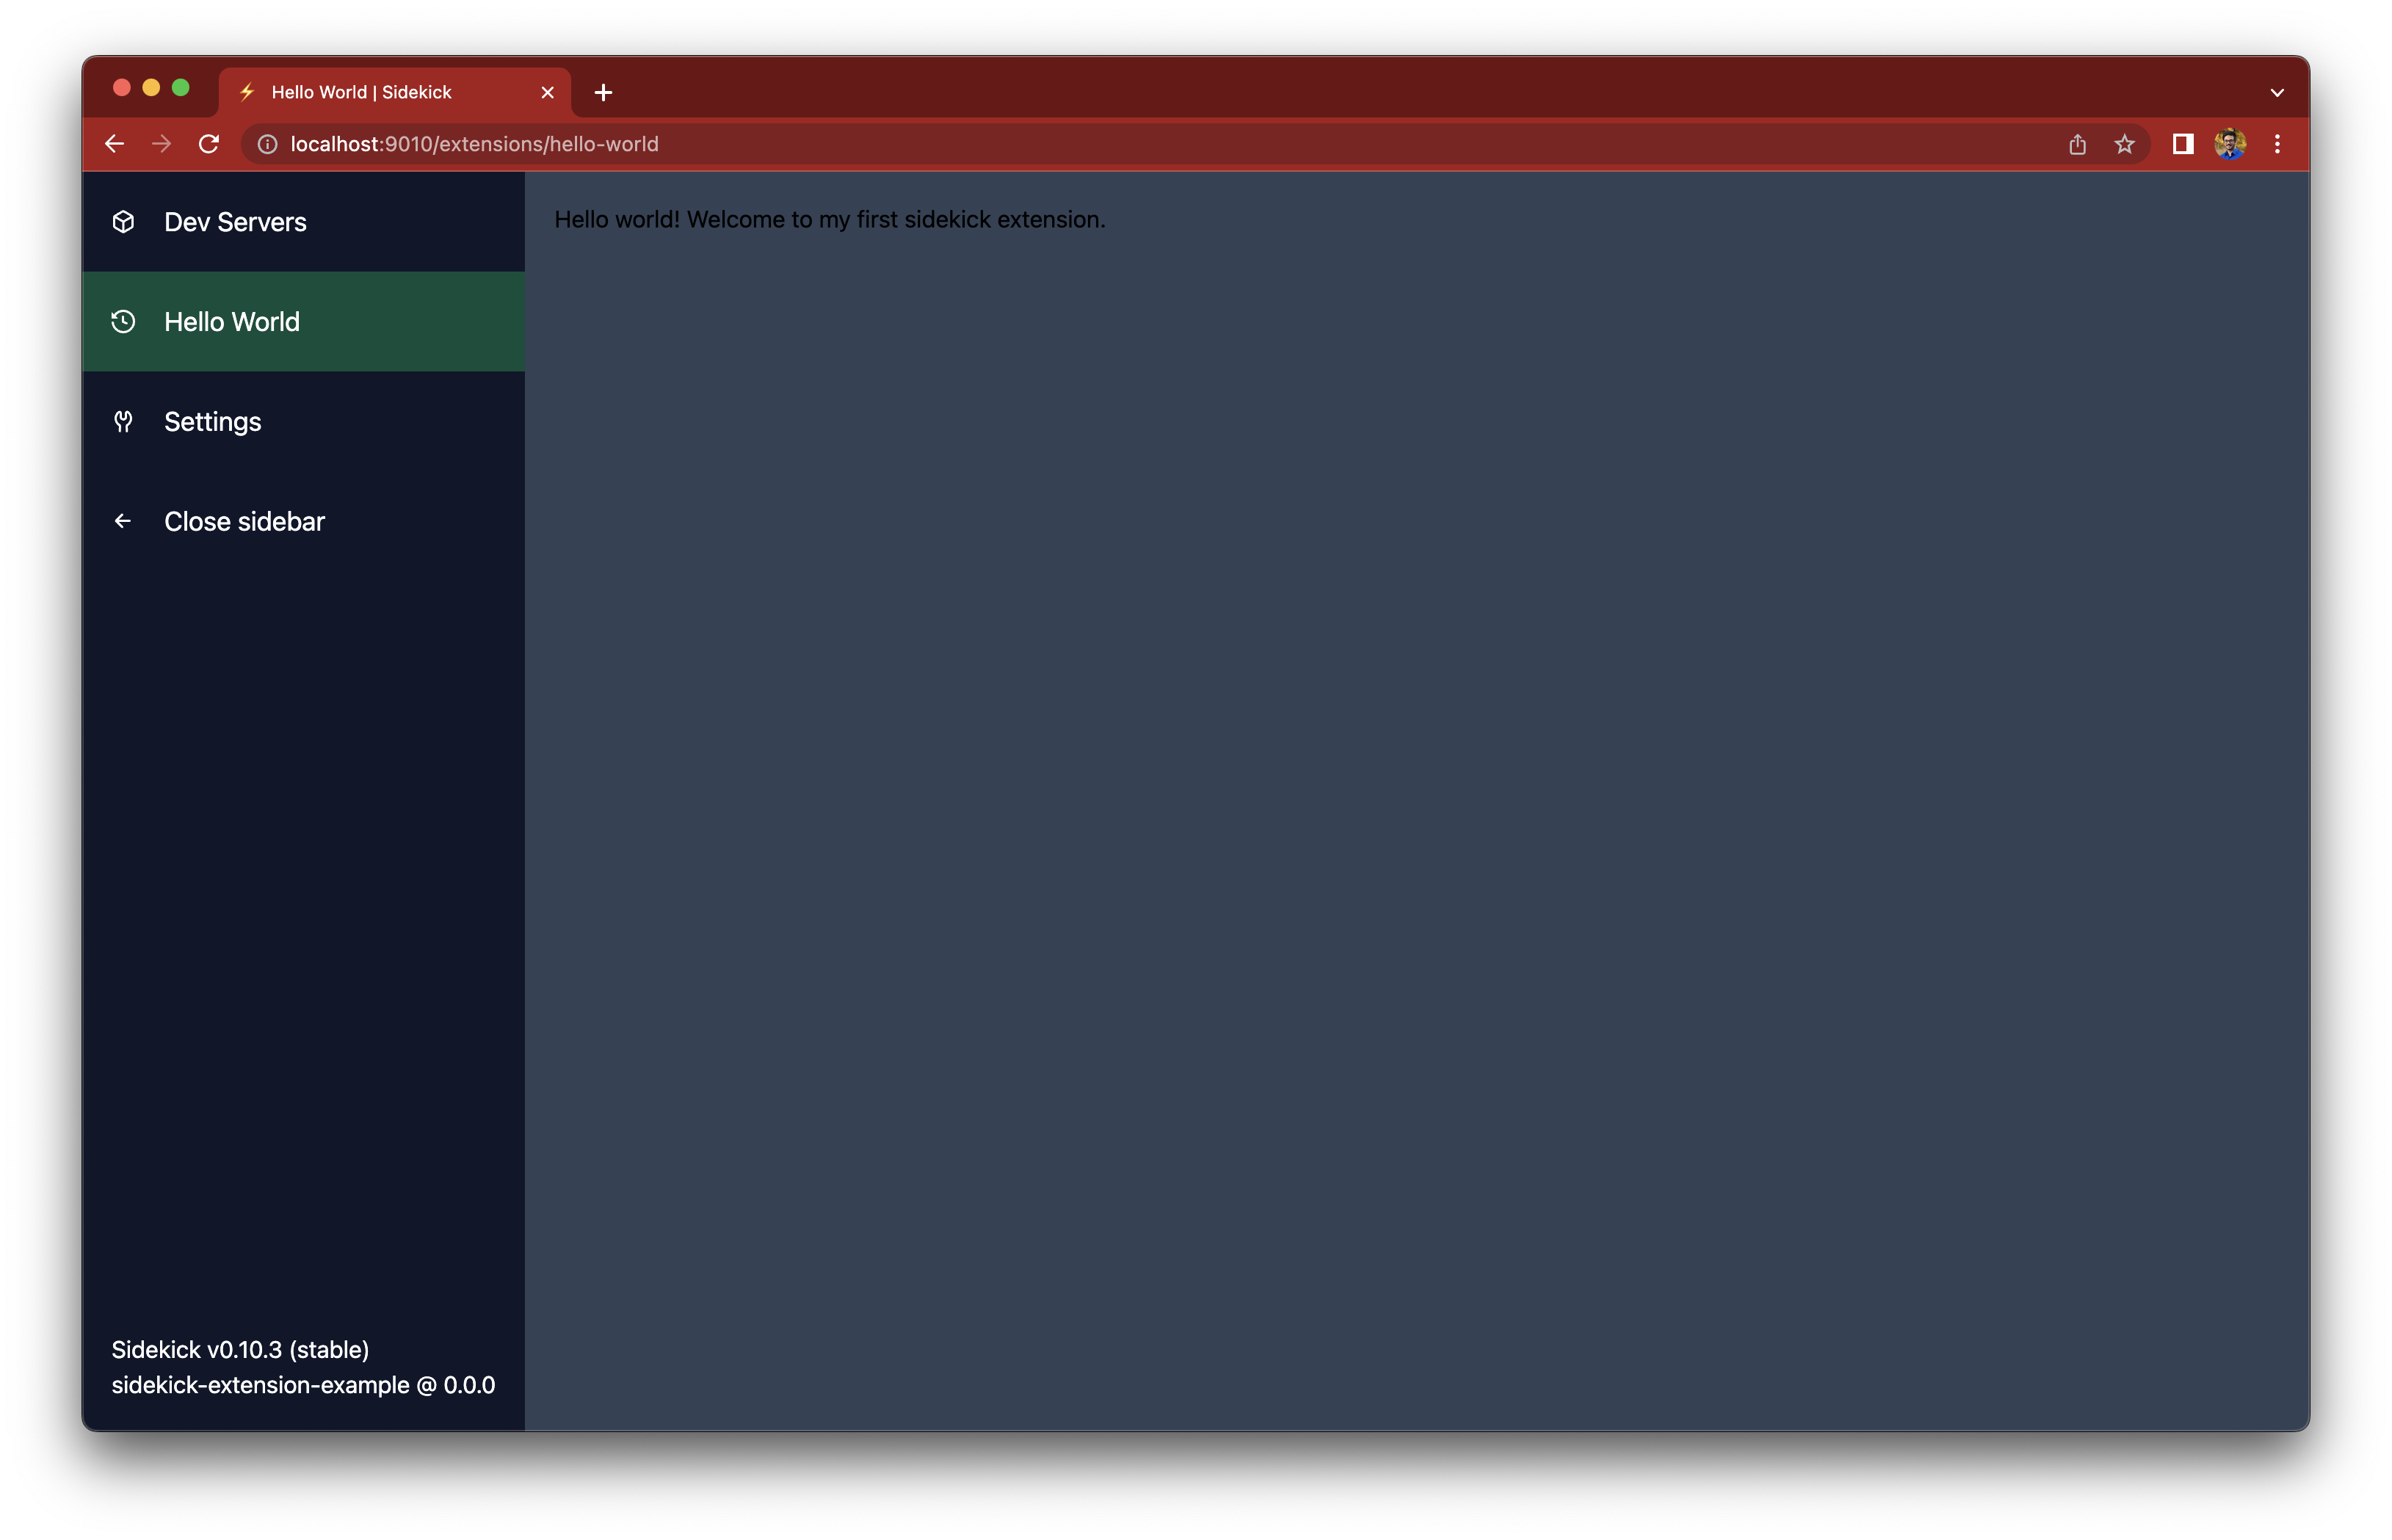 Hello World | Sidekick
localhost:9010/extensions/hello-world
Dev Servers
Hello World
Settings
Close sidebar
Hello world! Welcome to my first sidekick extension.
Sidekick v0.10.3 (stable)
sidekick-extension-example @ 0.0.0